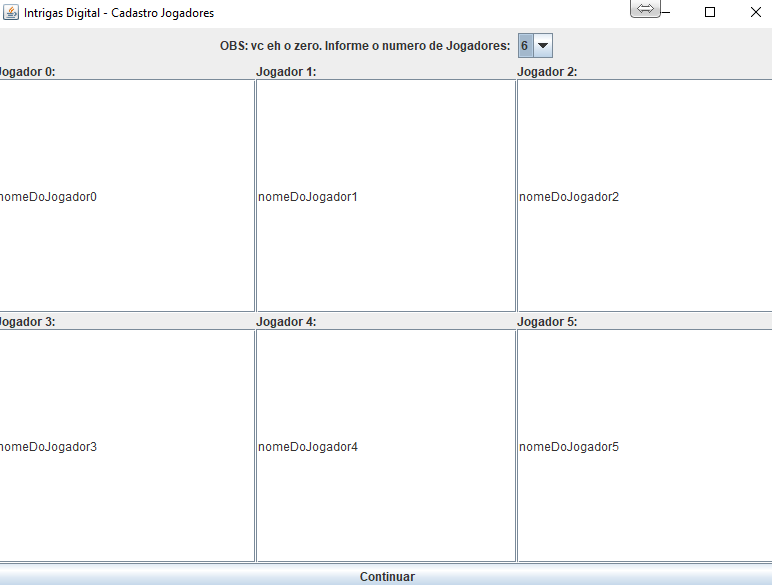 Intrigas Digital - Cadastro Jogadores
OBS: vc eh o zero. Informe o numero de Jogadores: 6
Jogador 0: Jogador 1: Jogador 2:
nomeDoJogador0 nomeDoJogador1 nomeDoJogador2
Jogador 3: Jogador 4: Jogador 5:
nomeDoJogador3 nomeDoJogador4 nomeDoJogador5
Continuar